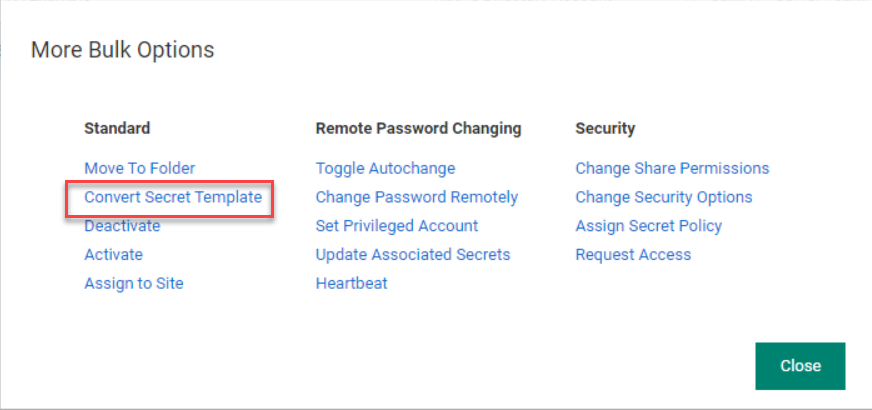 More Bulk Options
Standard
Move To Folder
Convert Secret Template
Deactivate
Activate
Assign to Site
Remote Password Changing
Toggle Autochange
Change Password Remotely
Set Privileged Account
Update Associated Secrets
Heartbeat
Security
Change Share Permissions
Change Security Options
Assign Secret Policy
Request Access
Close